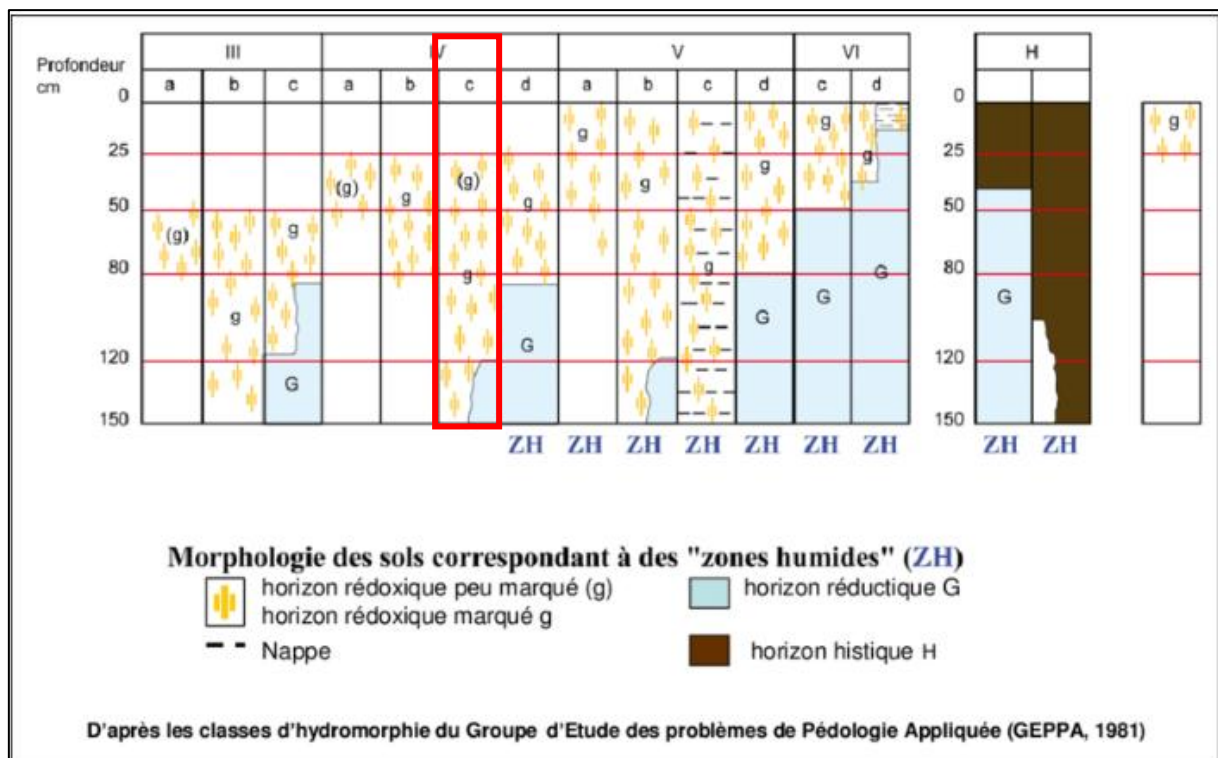 III IV V VI H
Profondeur
cm
a b c a b c d a b c d c d
0 0
g g g
25 25
(g) g (g) g g g g
50 50
(g) g g
80 g g G 80
g G G G G
120 120
G
150 150
ZH ZH ZH ZH ZH ZH ZH ZH ZH
Morphologie des sols correspondant à des "zones humides" (ZH)
horizon rédoxique peu marqué (g)
horizon rédoxique marqué g
horizon réductique G
Nappe
horizon histique H
D'après les classes d'hydromorphie du Groupe d'Etude des problèmes de Pédologie Appliquée (GEPPA, 1981)